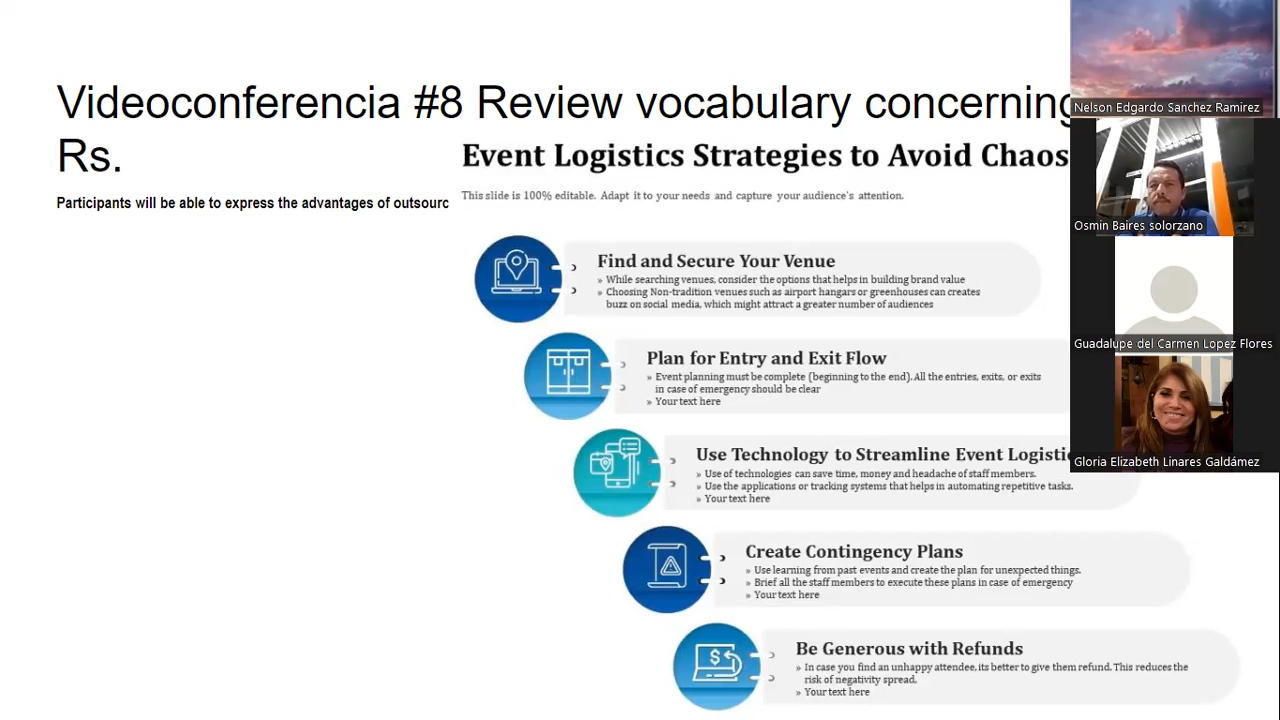 Videoconferencia #8 Review vocabulary concerning
Rs.
Participants will be able to express the advantages of outsourc
Event Logistics Strategies to Avoid Chaos
This slide is 100% editable. Adapt it to your needs and capture your audience's attention.
Find and Secure Your Venue
» While searching venues, consider the options that helps in building brand value
» Choosing Non-tradition venues such as airport hangars or greenhouses can creates
buzz on social media, which might attract a greater number of audiences
Plan for Entry and Exit Flow
» Event planning must be complete (beginning to the end). All the entries, exits, or exits
in case of emergency should be clear
» Your text here
Use Technology to Streamline Event Logistic
» Use of technologies can save time, money and headache of staff members.
» Use the applications or tracking systems that helps in automating repetitive tasks.
» Your text here
Create Contingency Plans
» Use learning from past events and create the plan for unexpected things.
» Brief all the staff members to execute these plans in case of emergency
» Your text here
Be Generous with Refunds
» In case you find an unhappy attendee, its better to give them refund. This reduces the
risk of negativity spread.
» Your text here
Nelson Edgardo Sanchez Ramirez
Osmin Baires solorzano
Guadalupe del Carmen Lopez Flores
Gloria Elizabeth Linares Galdámez